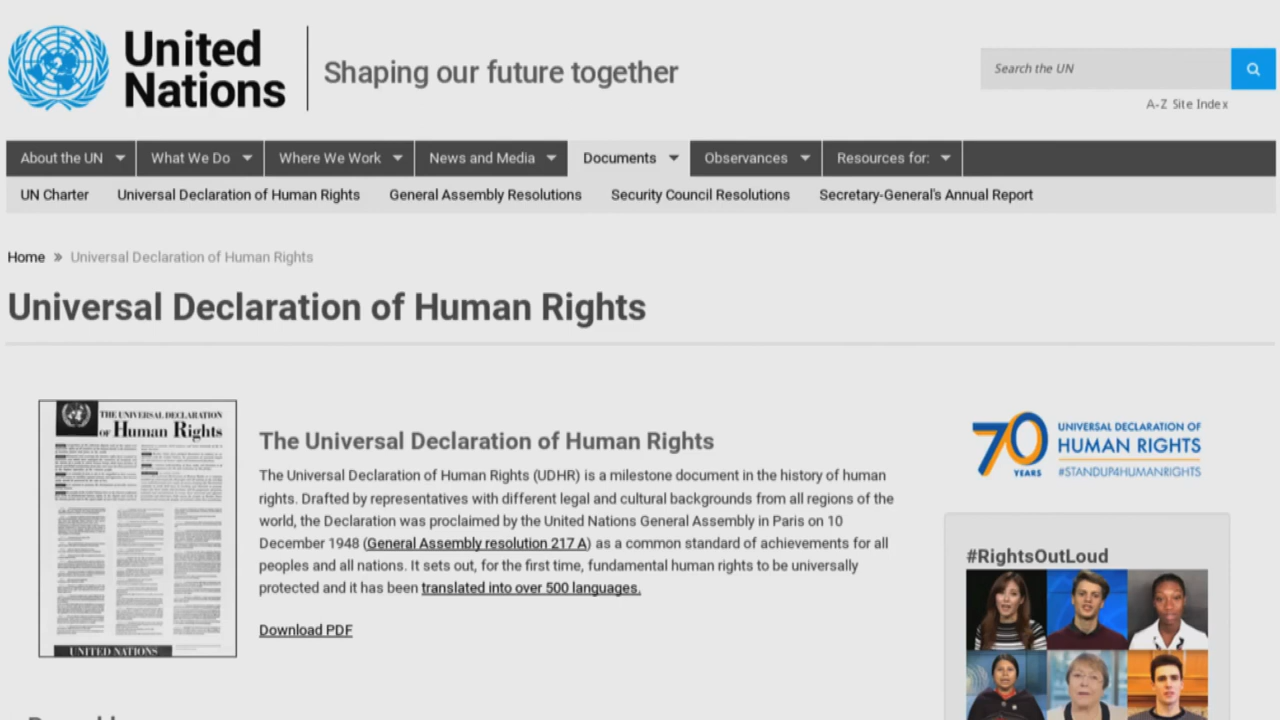 United
Nations
Shaping our future together
Search the UN
A-Z Site Index
About the UN
What We Do
Where We Work
News and Media
Documents
Observances
Resources for:
UN Charter
Universal Declaration of Human Rights
General Assembly Resolutions
Security Council Resolutions
Secretary-General's Annual Report
Home » Universal Declaration of Human Rights
Universal Declaration of Human Rights
THE UNIVERSAL DECLARATION
OF Human Rights
UNITED NATIONS
The Universal Declaration of Human Rights
The Universal Declaration of Human Rights (UDHR) is a milestone document in the history of human
rights. Drafted by representatives with different legal and cultural backgrounds from all regions of the
world, the Declaration was proclaimed by the United Nations General Assembly in Paris on 10
December 1948 (General Assembly resolution 217 A) as a common standard of achievements for all
peoples and all nations. It sets out, for the first time, fundamental human rights to be universally
protected and it has been translated into over 500 languages.
Download PDF
70
YEARS
UNIVERSAL DECLARATION OF
HUMAN RIGHTS
#STANDUP4HUMANRIGHTS
#RightsOutLoud